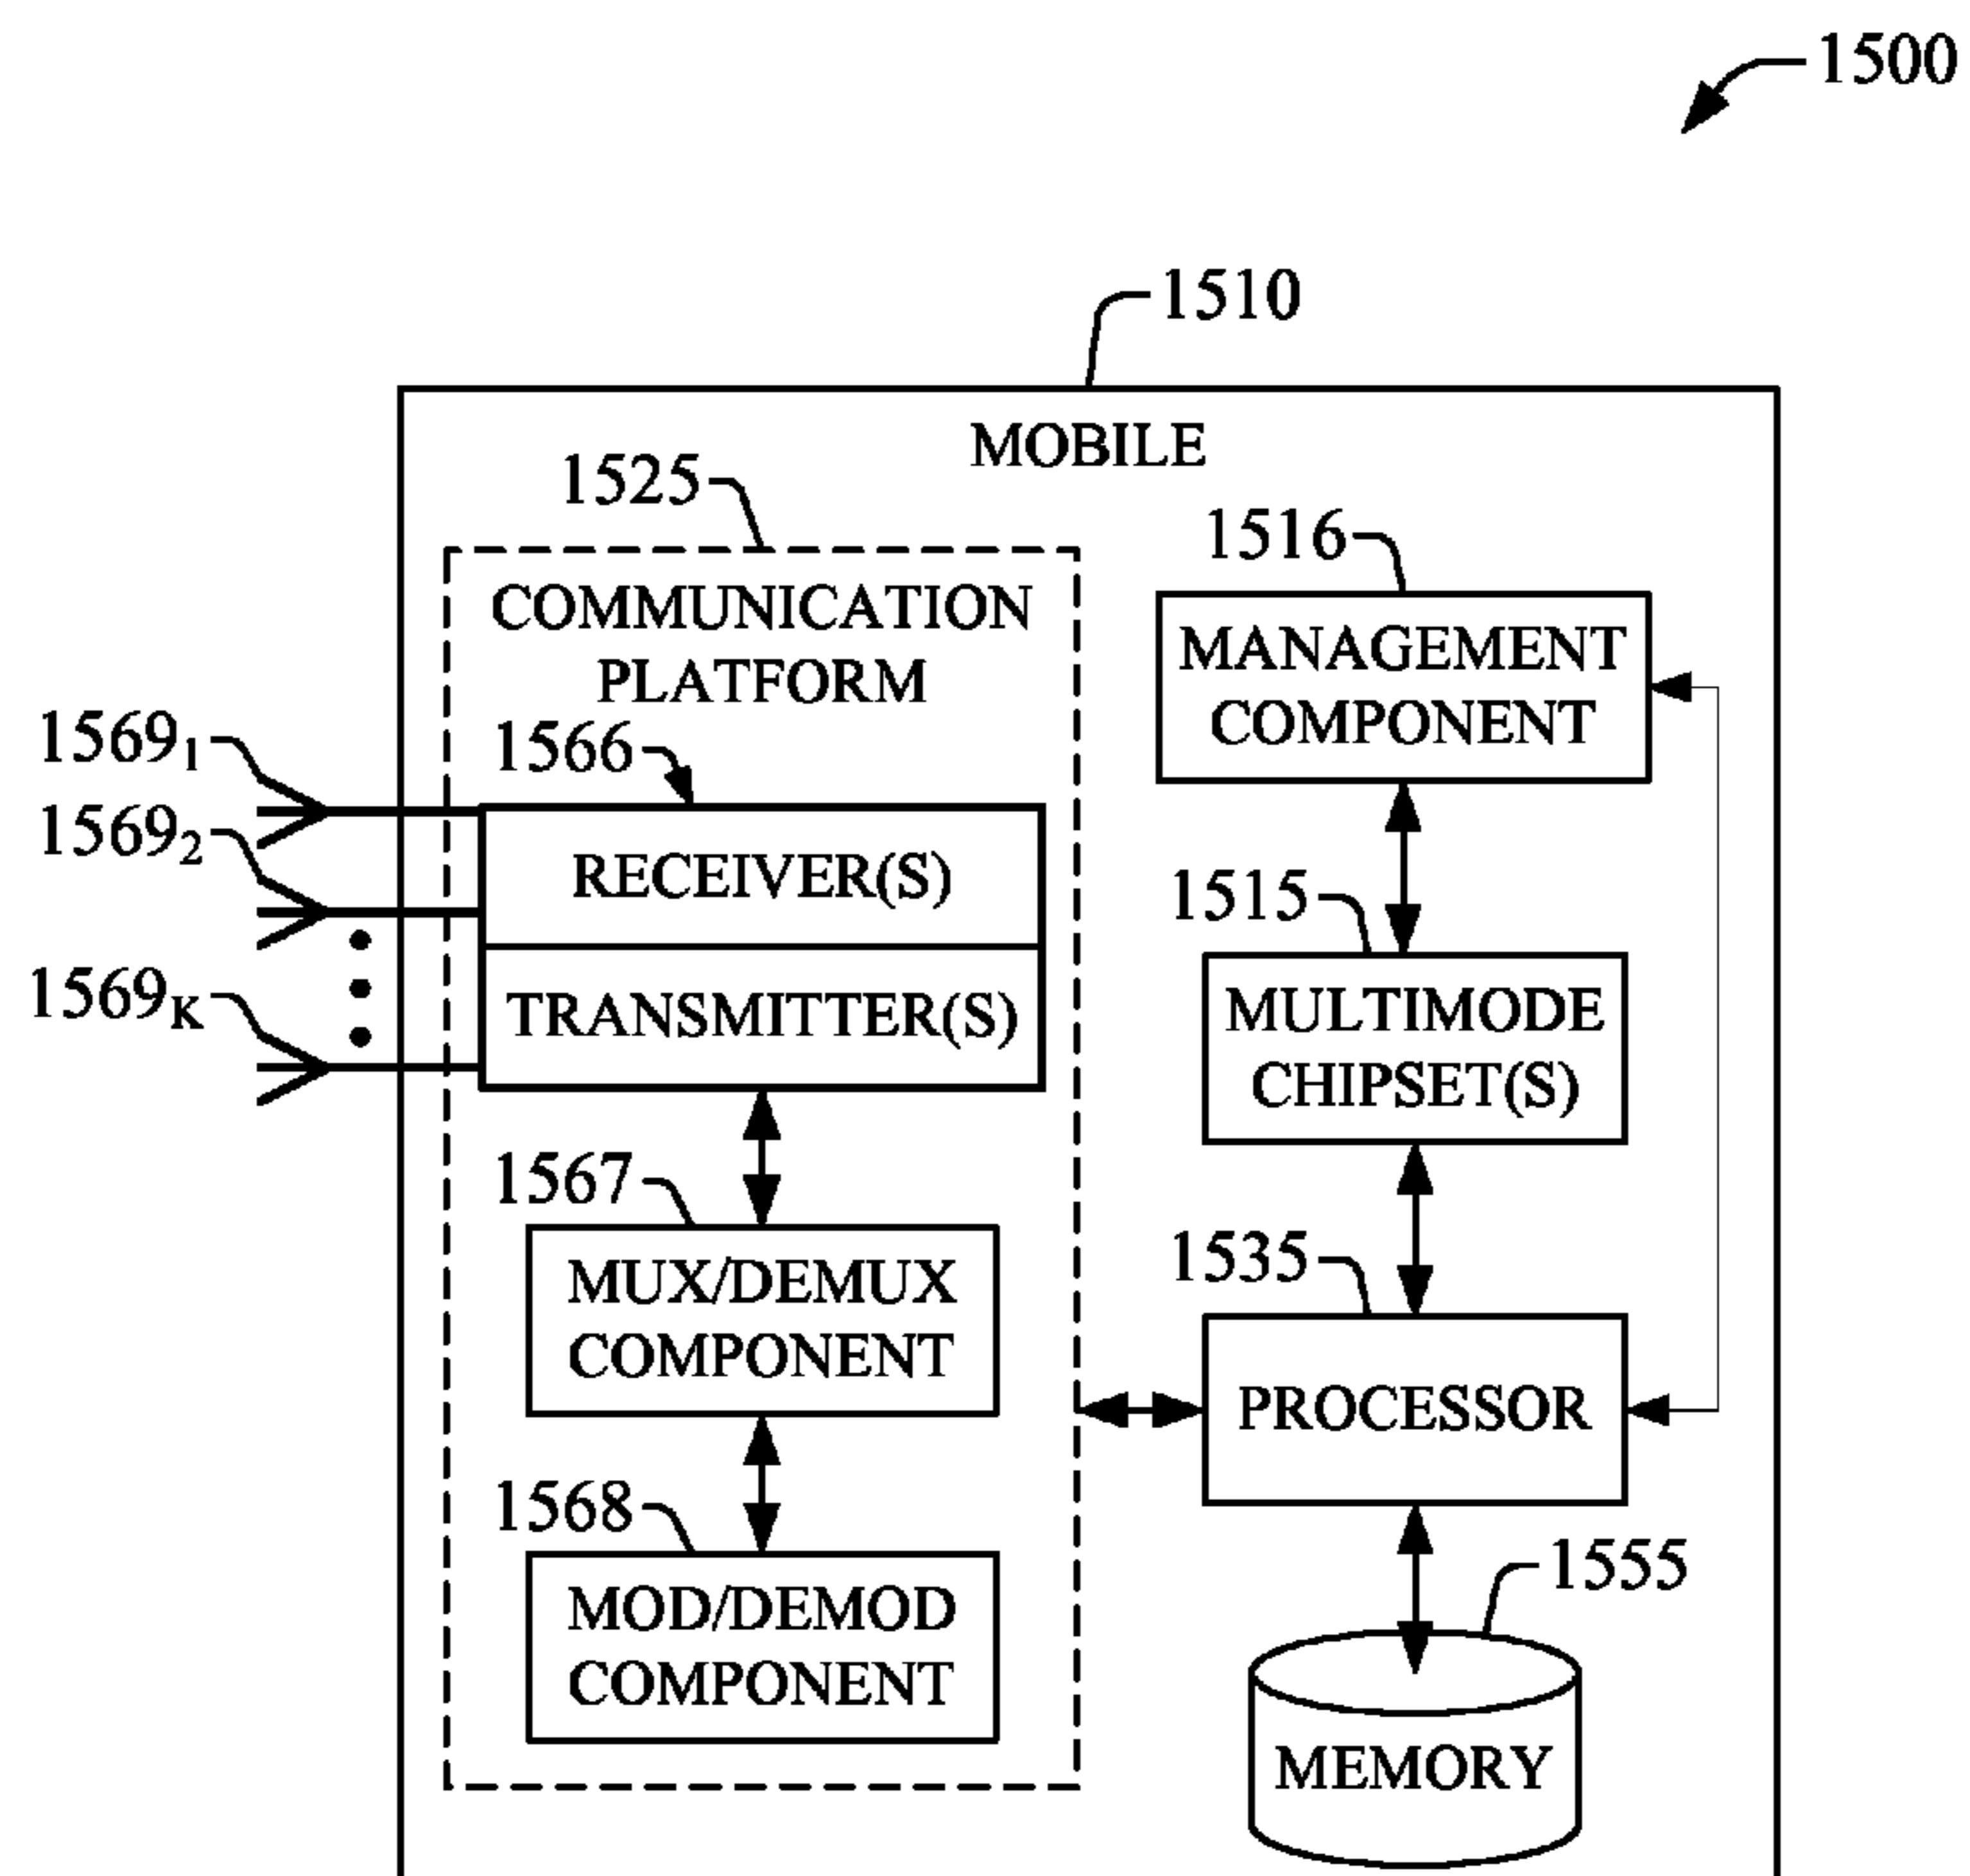 1500
1510
MOBILE
1525
1516
COMMUNICATION
PLATFORM
MANAGEMENT
COMPONENT
1566
1569₁
1569₂
1569K
RECEIVER(S)
TRANSMITTER(S)
1515
MULTIMODE
CHIPSET(S)
1567
MUX/DEMUX
COMPONENT
1535
PROCESSOR
1568
MOD/DEMOD
COMPONENT
1555
MEMORY